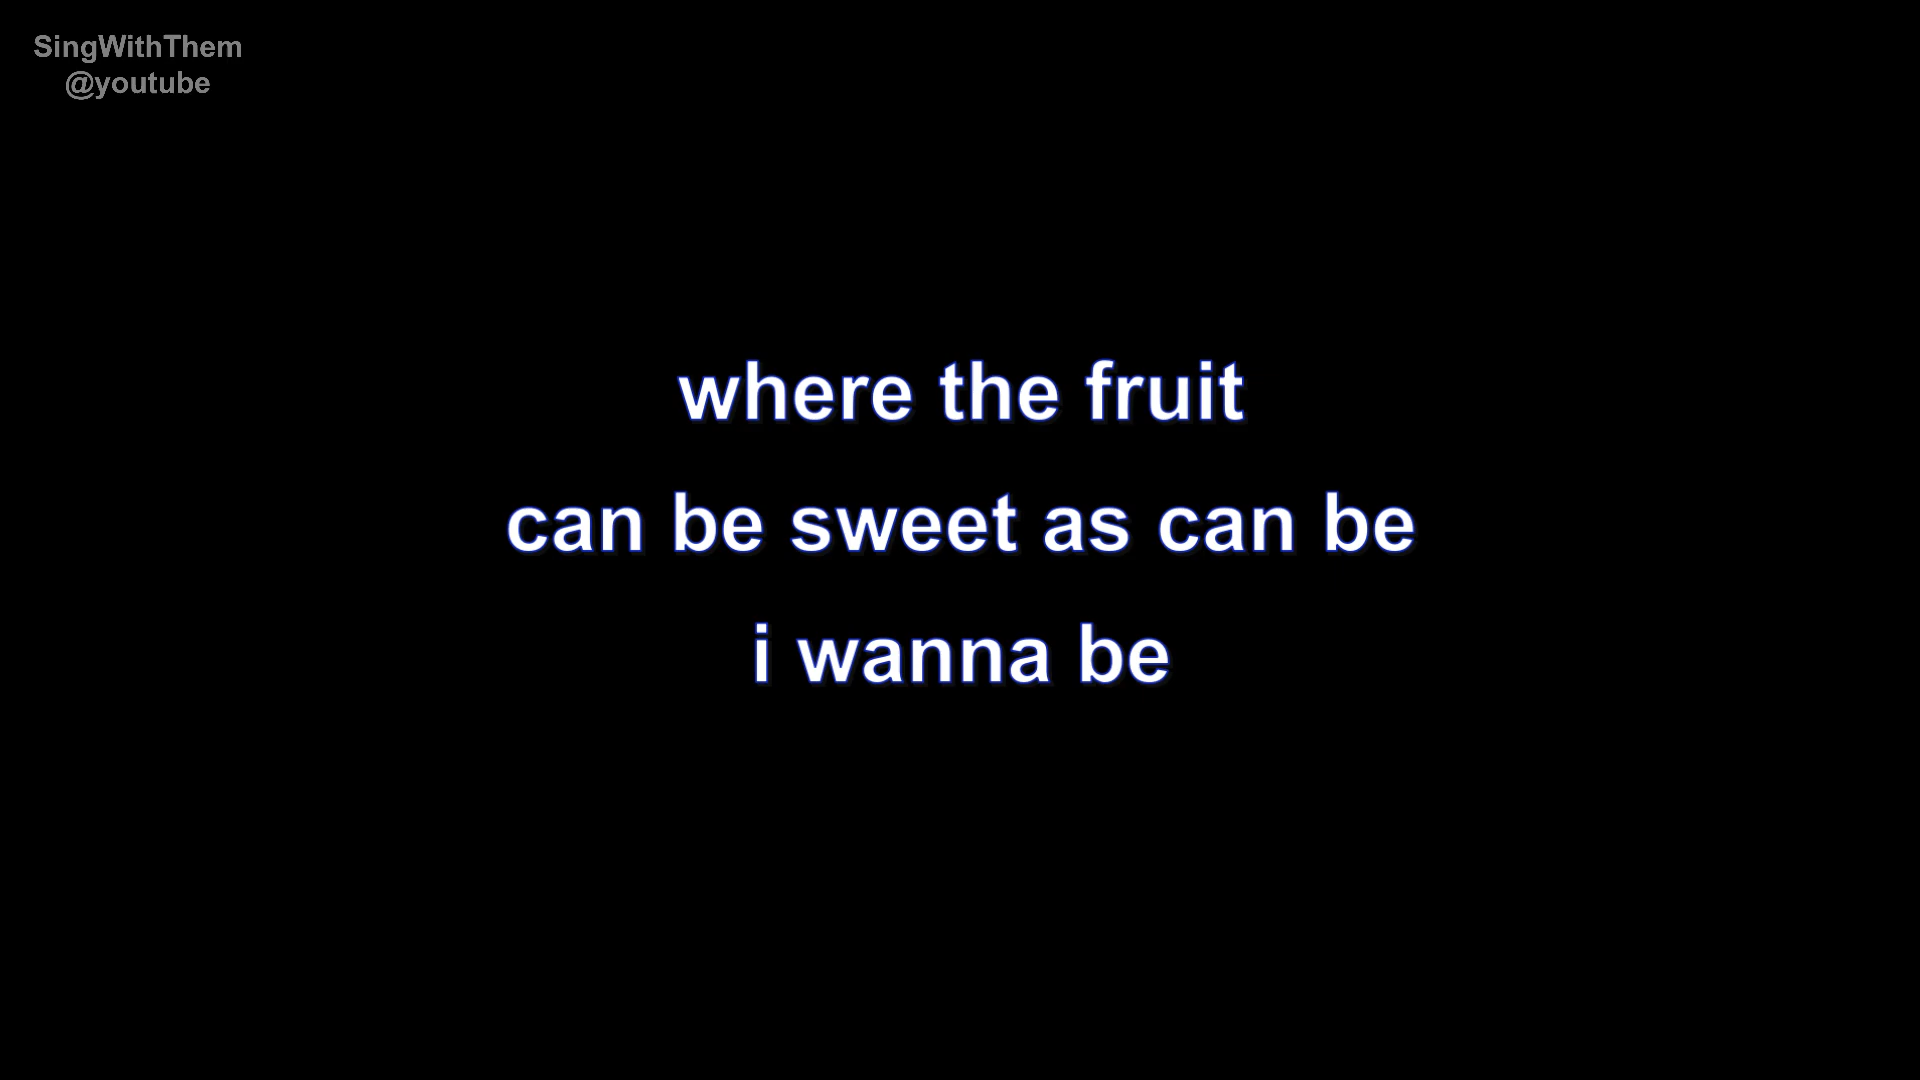 SingWithThem
@youtube
where the fruit
can be sweet as can be
i wanna be